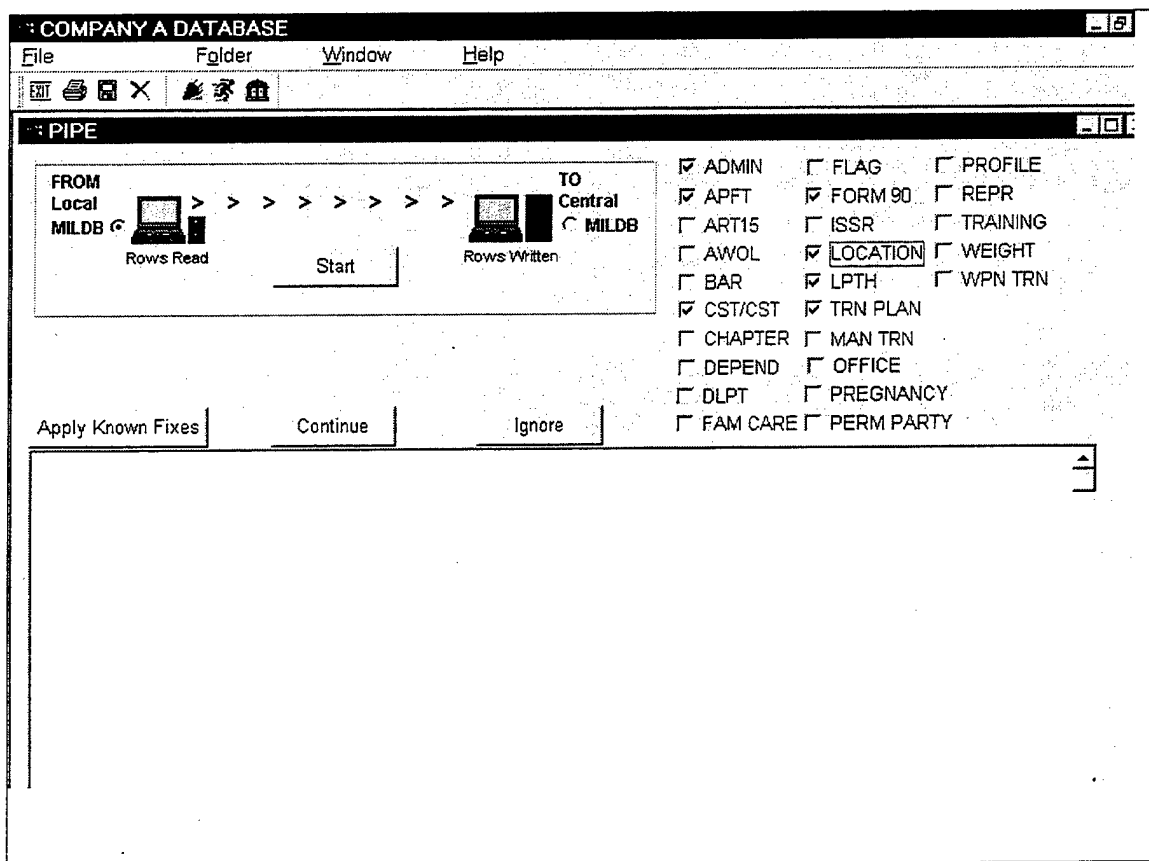 COMPANY A DATABASE
File Folder Window Help
EXIT
PIPE
FROM
Local
MILDB
> > > > > > > >
TO
Central
MILDB
Rows Read
Start
Rows Written
ADMIN
APFT
ART15
AWOL
BAR
CST/CST
CHAPTER
DEPEND
DLPT
FAM CARE
FLAG
FORM 90
ISSR
LOCATION
LPTH
TRN PLAN
MAN TRN
OFFICE
PREGNANCY
PERM PARTY
PROFILE
REPR
TRAINING
WEIGHT
WPN TRN
Apply Known Fixes
Continue
Ignore